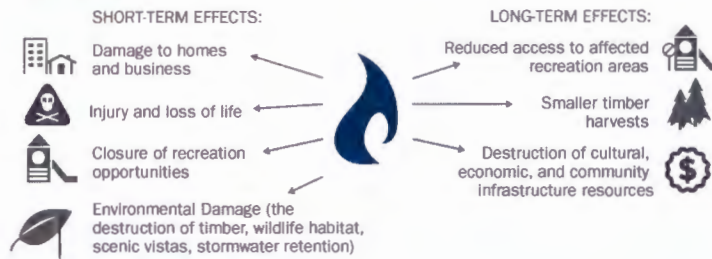 SHORT-TERM EFFECTS:
Damage to homes
and business
Injury and loss of life
Closure of recreation
opportunities
Environmental Damage (the
destruction of timber, wildlife habitat,
scenic vistas, stormwater retention)
LONG-TERM EFFECTS:
Reduced access to affected
recreation areas
Smaller timber
harvests
Destruction of cultural,
economic, and community
infrastructure resources
$